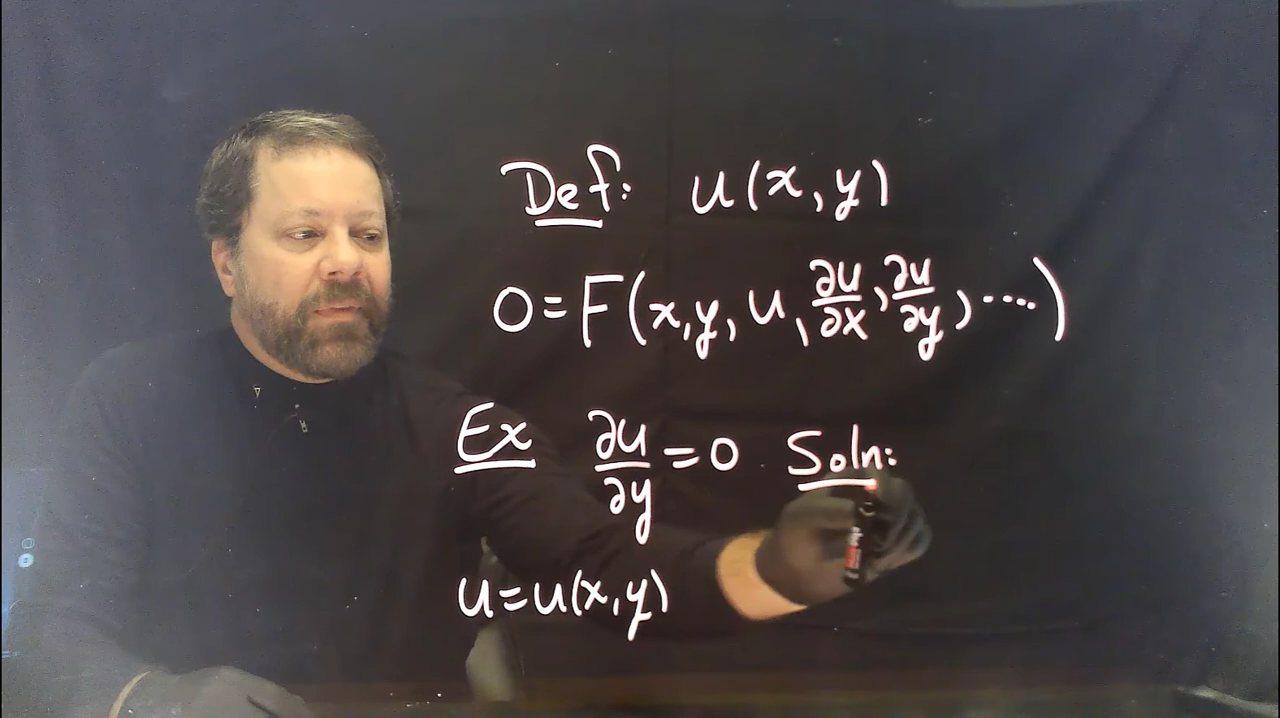 Def: u(x,y)
0=F(x,y,u,∂u/∂x,∂u/∂y,....)
Ex ∂u/∂y=0. Soln:
u=u(x,y)